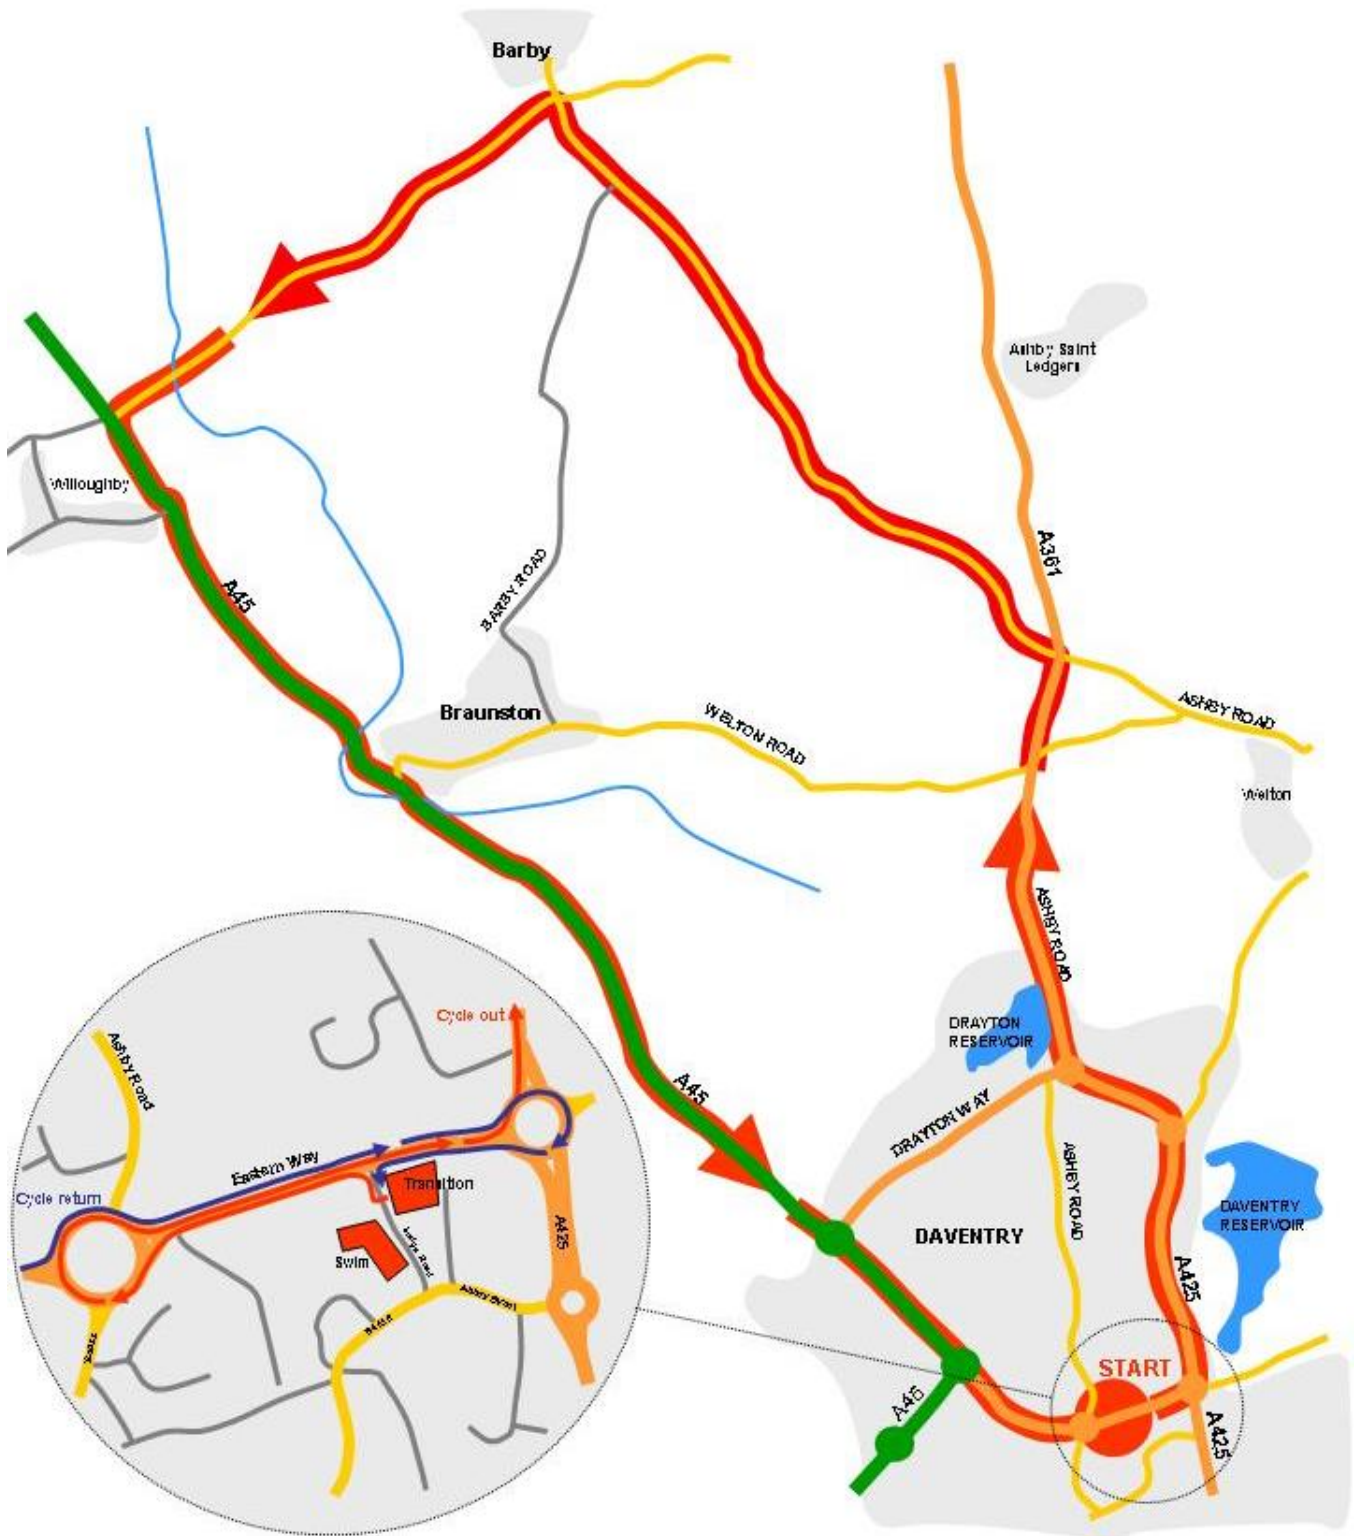 Barby
Ashby Saint
Ledgers
Willoughby
A45
A361
BARBY ROAD
Braunston
WELTON ROAD
ASHBY ROAD
Welton
ASHBY ROAD
DRAYTON
RESERVOIR
A45
DRAYTON WAY
ASHBY ROAD
DAVENTRY
DAVENTRY
RESERVOIR
A425
START
A45
A425
Cycle out
Ashby Road
Eastern Way
Cycle return
Transition
Swim
A425